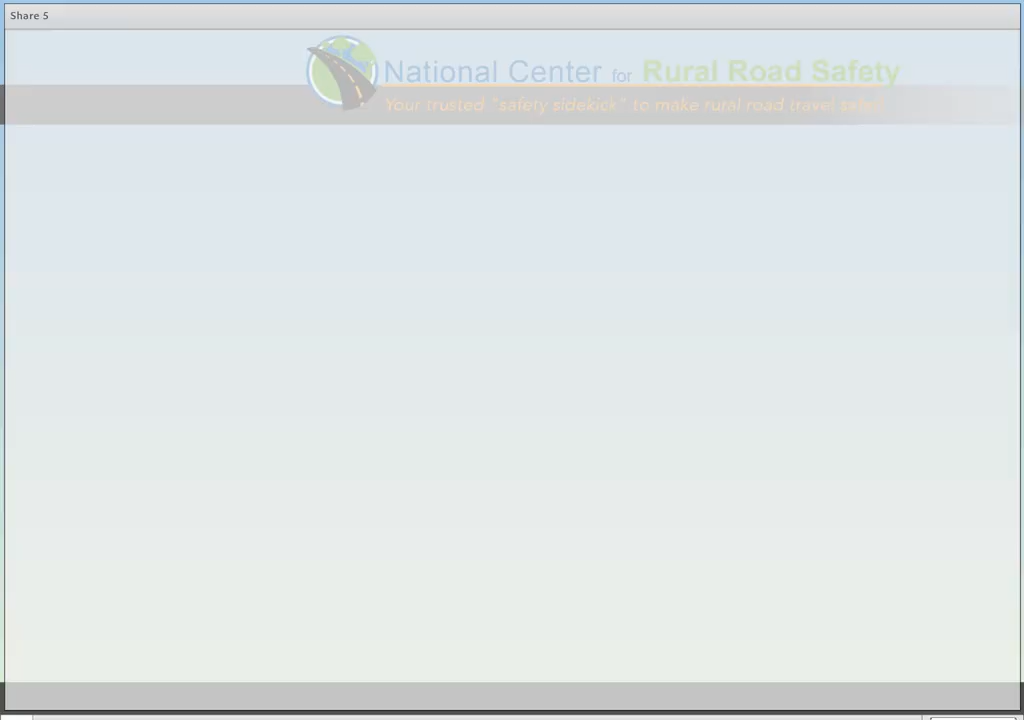 Share 5
National Center for Rural Road Safety
Your trusted "safety sidekick" to make rural road travel safer!